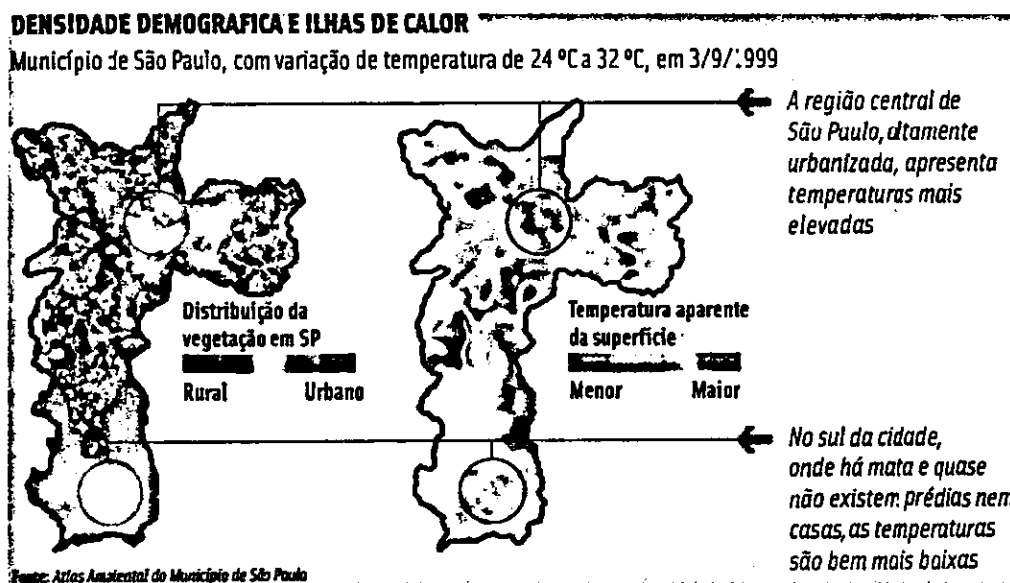 DENSIDADE DEMOGRAFICA E ILHAS DE CALOR
Município de São Paulo, com variação de temperatura de 24 ºC a 32 ºC, em 3/9/1999
A região central de
São Paulo, altamente
urbanizada, apresenta
temperaturas mais
elevadas
Distribuição da
vegetação em SP
Rural Urbano
Temperatura aparente
da superfície
Menor Maior
No sul da cidade,
onde há mata e quase
não existem prédias nem
casas, as temperaturas
são bem mais baixas
Fonte: Atlas Ambiental do Município de São Paulo